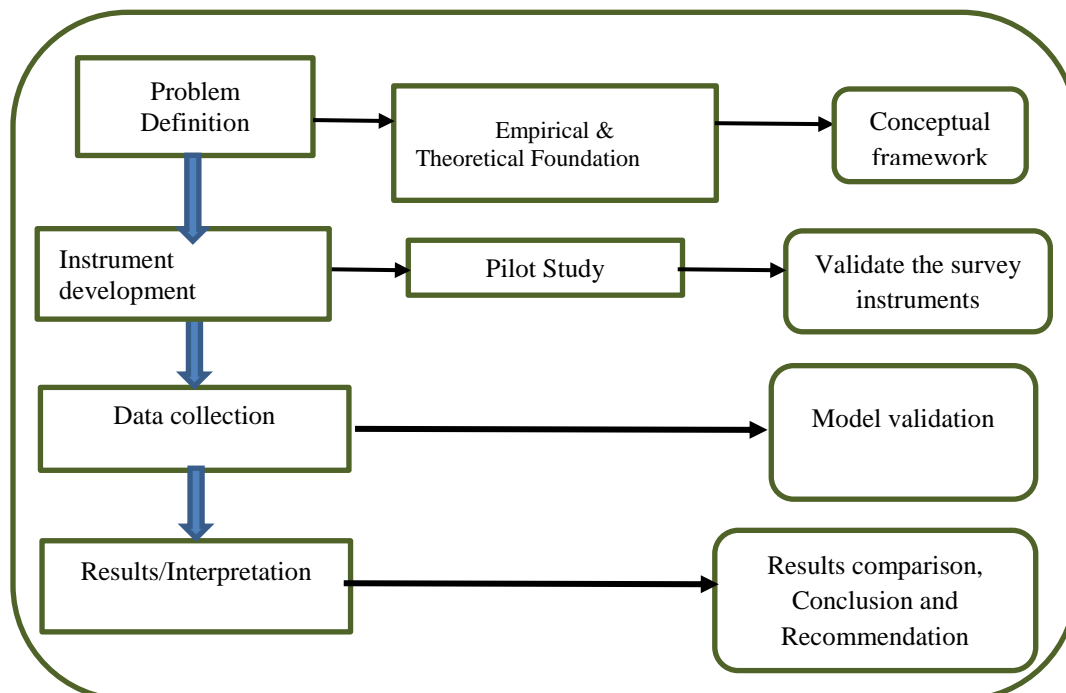 Problem
Definition
Empirical &
Theoretical Foundation
Conceptual
framework
Instrument
development
Pilot Study
Validate the survey
instruments
Data collection
Model validation
Results/Interpretation
Results comparison,
Conclusion and
Recommendation